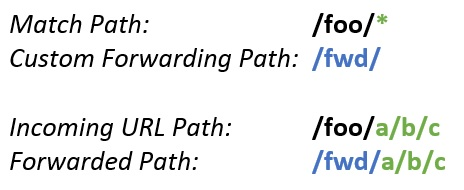 Match Path: /foo/*
Custom Forwarding Path: /fwd/
Incoming URL Path: /foo/a/b/c
Forwarded Path: /fwd/a/b/c